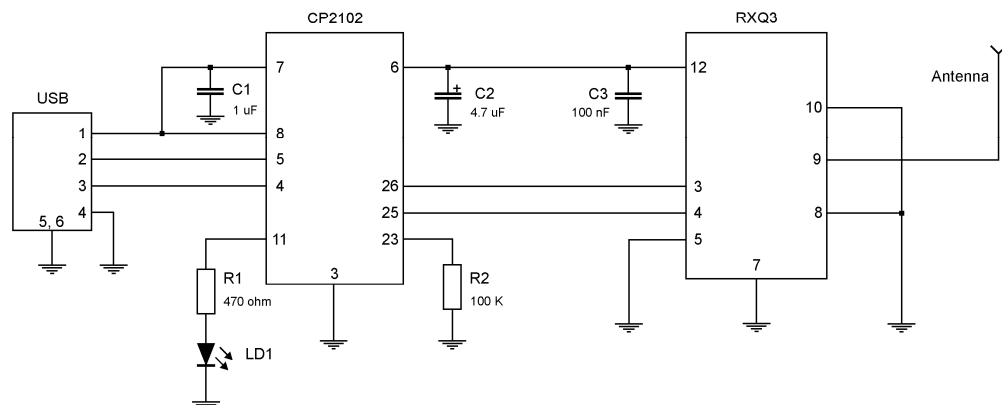 CP2102
RXQ3
USB
Antenna
7
6
12
C1
1 uF
C2
4.7 uF
C3
100 nF
1
8
10
2
5
9
3
4
26
3
4
25
4
8
5, 6
11
23
5
3
7
R1
470 ohm
R2
100 K
LD1
+